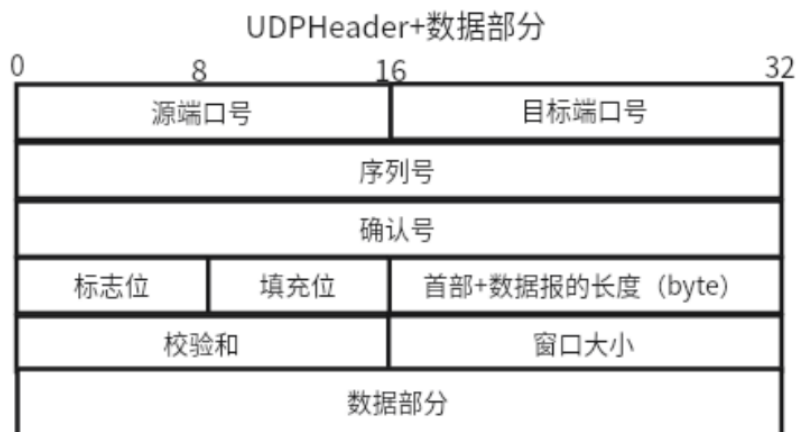 UDPHeader+数据部分
0 8 16 32
源端口号 目标端口号
序列号
确认号
标志位 填充位 首部+数据报的长度（byte）
校验和 窗口大小
数据部分